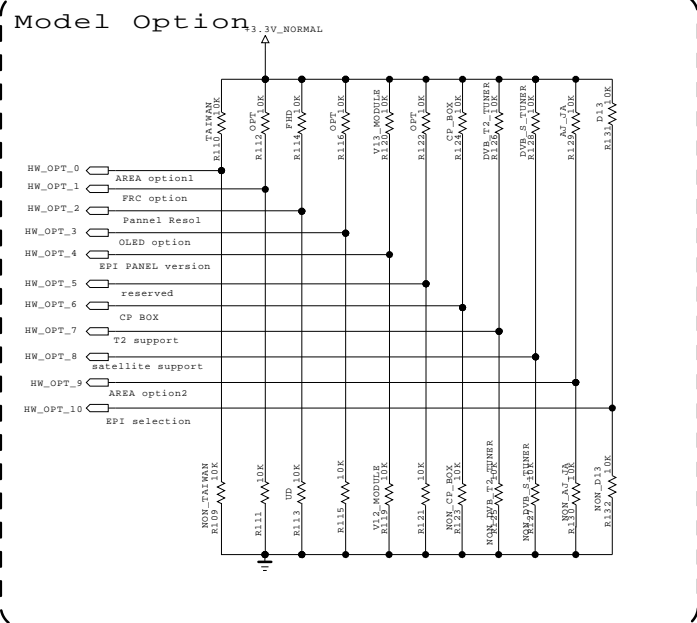 Model Option
+3.3V_NORMAL
TAIWAN
R110 10K
OPT
R112 10K
FHD
R114 10K
OPT
R116 10K
V13_MODULE
R120 10K
OPT
R122 10K
CP_BOX
R124 10K
DVB_T2_TUNER
R126 10K
DVB_S_TUNER
R128 10K
AJ_JA
R129 10K
D13
R131 10K
HW_OPT_0
AREA option1
HW_OPT_1
FRC option
HW_OPT_2
Pannel Resol
HW_OPT_3
OLED option
HW_OPT_4
EPI PANEL version
HW_OPT_5
reserved
HW_OPT_6
CP BOX
HW_OPT_7
T2 support
HW_OPT_8
satellite support
HW_OPT_9
AREA option2
HW_OPT_10
EPI selection
NON_TAIWAN
R109 10K
R111 10K
UD
R113 10K
R115 10K
V12_MODULE
R119 10K
R121 10K
NON_CP_BOX
R123 10K
NON_DVB_T2_TUNER
R125 10K
NON_DVB_S_TUNER
R127 10K
NON_AJ_JA
R130 10K
NON_D13
R132 10K